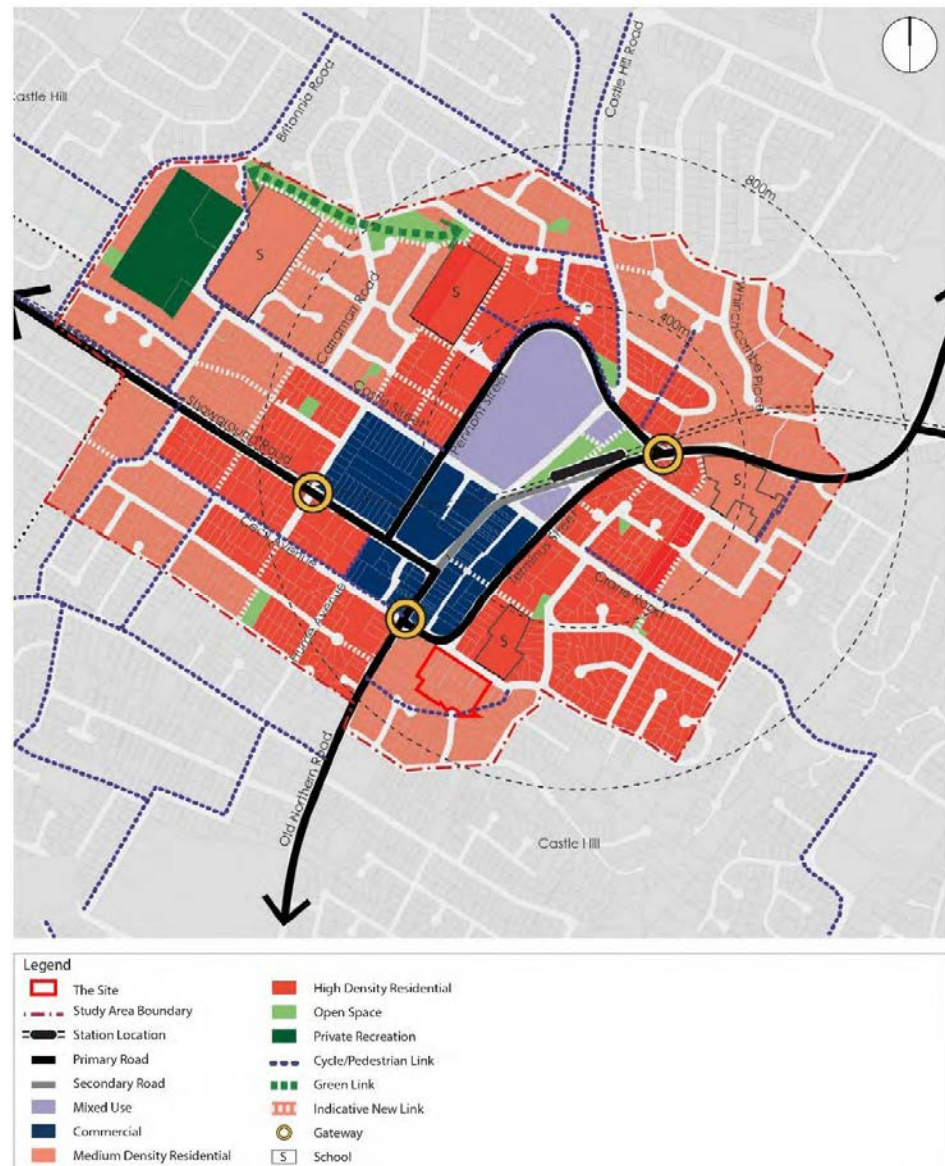 Castle Hill
Britannia Road
Castle Hill Road
800m
S
S
Carramarr Road
400m
Winchcombe Place
Castle Street
Pennant Street
Showground Road
S
Cecil Avenue
Terminus Street
Crane Road
Hume Avenue
S
Old Northern Road
Castle Hill
Legend
The Site
Study Area Boundary
Station Location
Primary Road
Secondary Road
Mixed Use
Commercial
Medium Density Residential
High Density Residential
Open Space
Private Recreation
Cycle/Pedestrian Link
Green Link
Indicative New Link
Gateway
S School